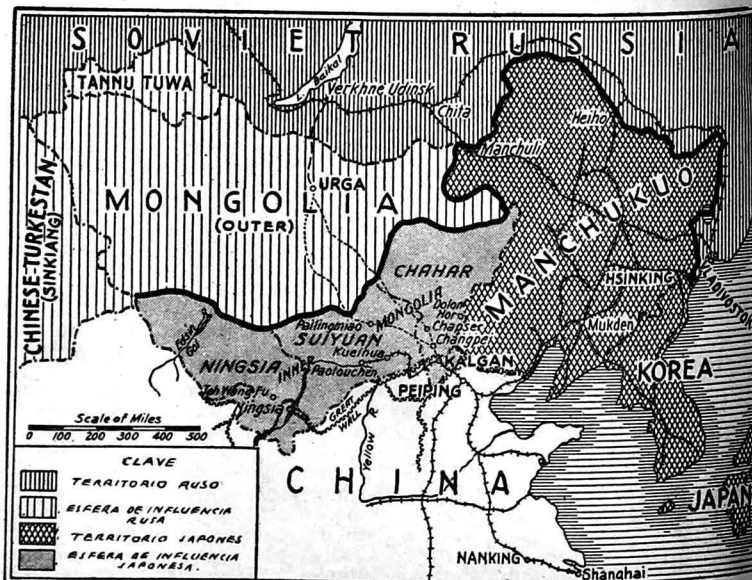 SOVIET RUSSIA
TANNU TUWA
Baikal
Verkhne Udinsk
Chita
Heiho
Manchuli
URGA
MONGOLIA
(OUTER)
MANCHUKUO
CHINESE-TURKESTAN
(SINKIANG)
CHAHAR
HSINKING
Dolon
Nor
MONGOLIA
Pailingmiao
Chapser
Changpei
SUIYUAN
Mukden
Kueihua
NINGSIA
INNER
Paotouchen
KALGAN
KOREA
PEIPING
Ningsia
GREAT
WALL
Yellow R.
Scale of Miles
0 100 200 300 400 500
CHINA
JAPAN
NANKING
Shanghai
CLAVE
TERRITORIO RUSO
ESFERA DE INFLUENCIA
RUSA
TERRITORIO JAPONES
ESFERA DE INFLUENCIA
JAPONESA.